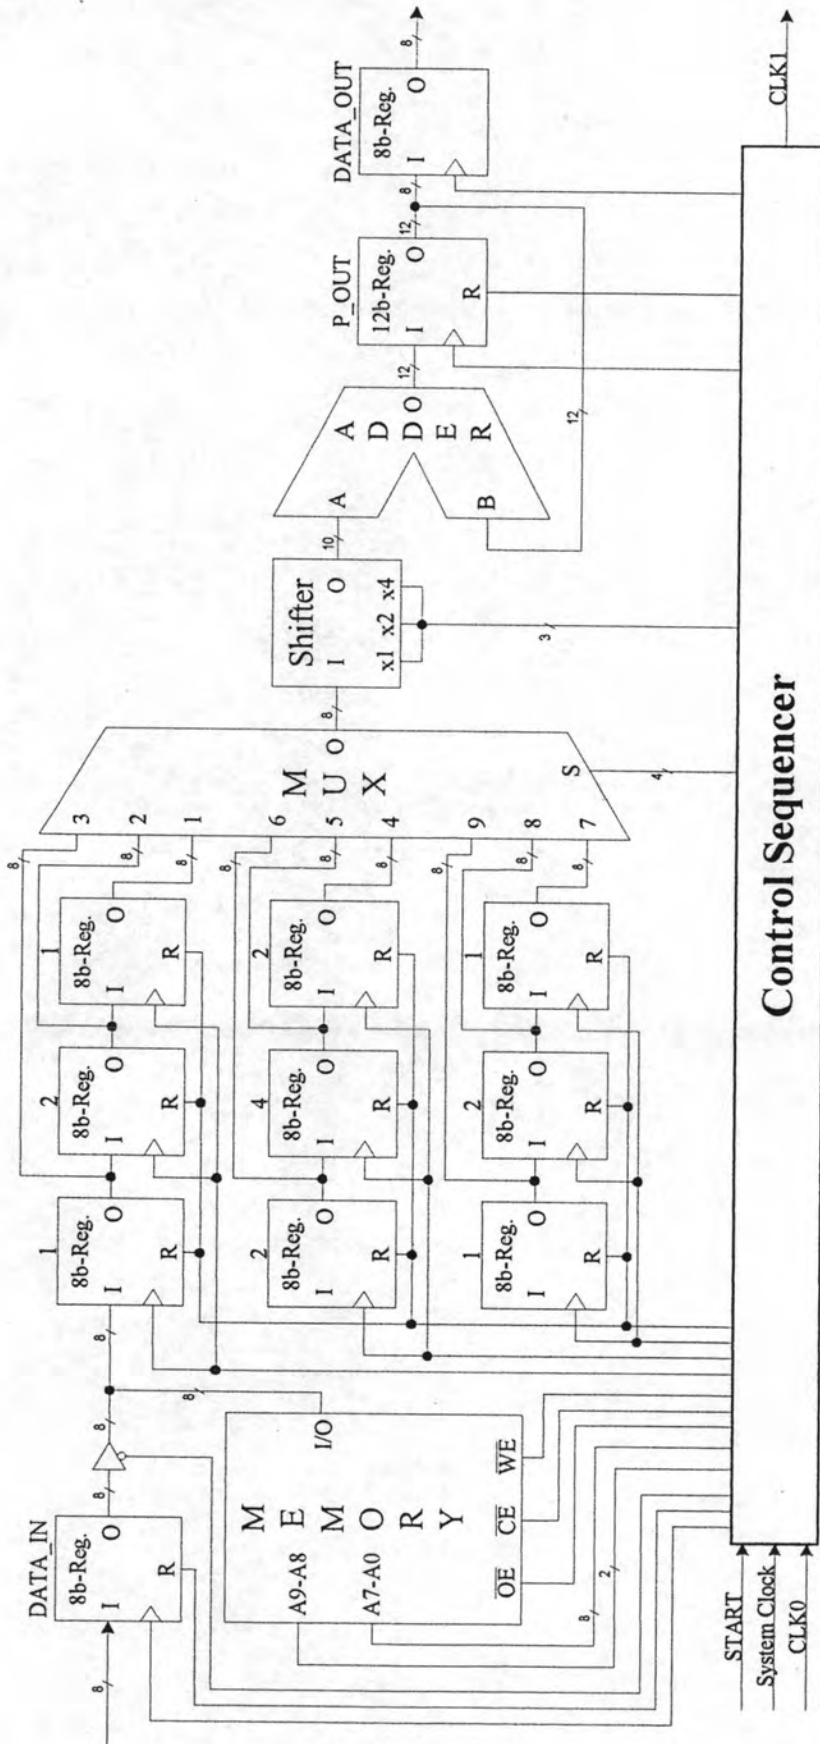 DATA_IN
8b-Reg.
I O
R
8
8
8
8
8
M E M O R Y
I/O
A9-A8
A7-A0
OE CE WE
8
2
1
8b-Reg.
I O
R
2
8b-Reg.
I O
R
1
8b-Reg.
I O
R
2
8b-Reg.
I O
R
4
8b-Reg.
I O
R
2
8b-Reg.
I O
R
1
8b-Reg.
I O
R
2
8b-Reg.
I O
R
1
8b-Reg.
I O
R
8
8
8
8
8
8
8
8
8
3
2
1
6
5
4
9
8
7
M U X
O
S
4
8
Shifter
I O
x1 x2 x4
3
10
A
B
A D D E R
O
12
12
P_OUT
12b-Reg.
I O
R
12
8
DATA_OUT
8b-Reg.
I O
8
START
System Clock
CLK0
Control Sequencer
CLK1